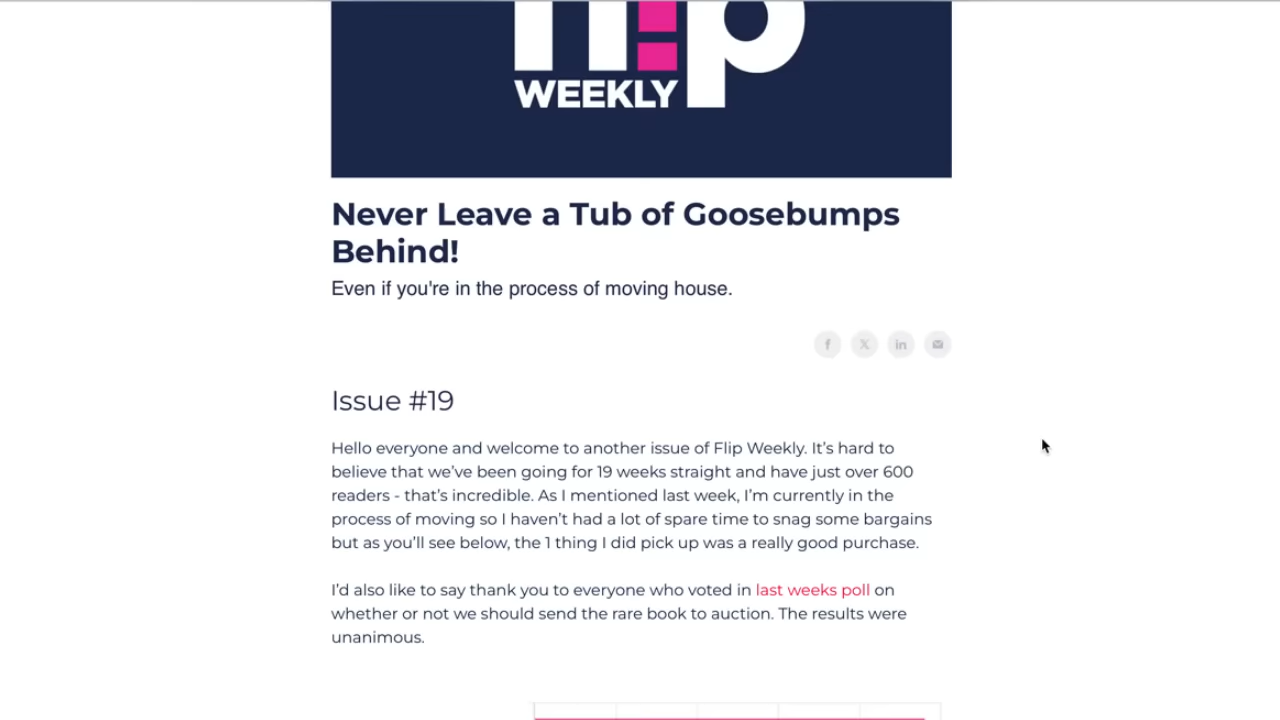 flip
WEEKLY
Never Leave a Tub of Goosebumps
Behind!
Even if you're in the process of moving house.
f X in
Issue #19
Hello everyone and welcome to another issue of Flip Weekly. It's hard to
believe that we've been going for 19 weeks straight and have just over 600
readers - that's incredible. As I mentioned last week, I'm currently in the
process of moving so I haven't had a lot of spare time to snag some bargains
but as you'll see below, the 1 thing I did pick up was a really good purchase.
I'd also like to say thank you to everyone who voted in last weeks poll on
whether or not we should send the rare book to auction. The results were
unanimous.